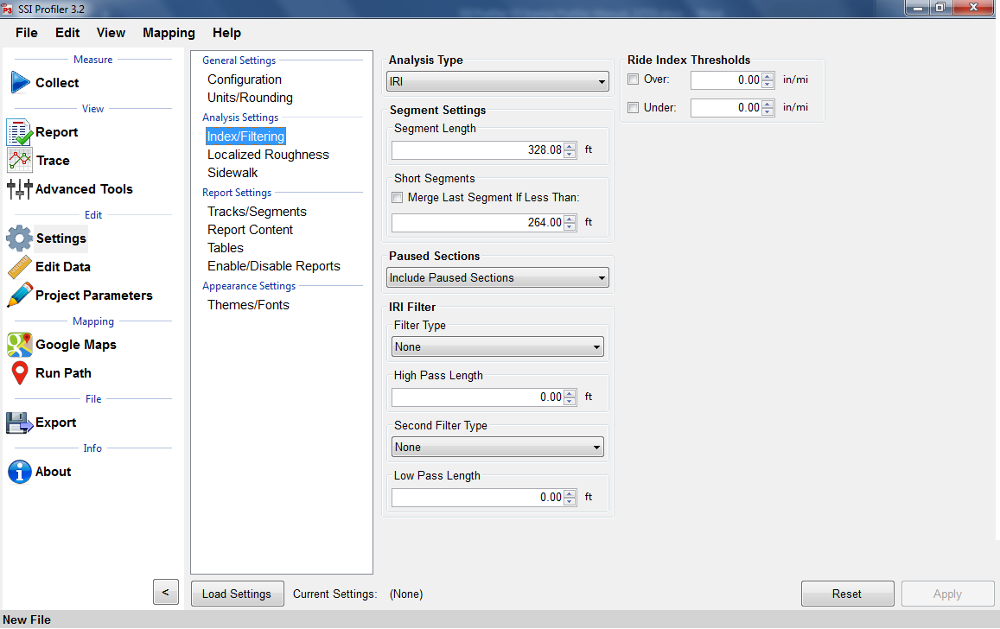 SSI Profiler 3.2
File Edit View Mapping Help
Measure
Collect
View
Report
Trace
Advanced Tools
Edit
Settings
Edit Data
Project Parameters
Mapping
Google Maps
Run Path
File
Export
Info
About
<
General Settings
Configuration
Units/Rounding
Analysis Settings
Index/Filtering
Localized Roughness
Sidewalk
Report Settings
Tracks/Segments
Report Content
Tables
Enable/Disable Reports
Appearance Settings
Themes/Fonts
Analysis Type
IRI
Segment Settings
Segment Length
328.08 ft
Short Segments
Merge Last Segment If Less Than:
264.00 ft
Paused Sections
Include Paused Sections
IRI Filter
Filter Type
None
High Pass Length
0.00 ft
Second Filter Type
None
Low Pass Length
0.00 ft
Ride Index Thresholds
Over: 0.00 in/mi
Under: 0.00 in/mi
Load Settings Current Settings: (None) Reset Apply
New File